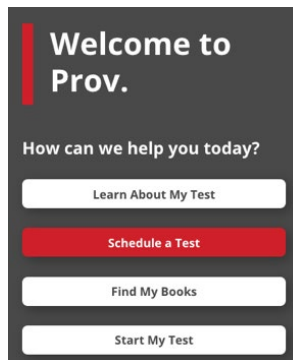 Welcome to
Prov.
How can we help you today?
Learn About My Test
Schedule a Test
Find My Books
Start My Test